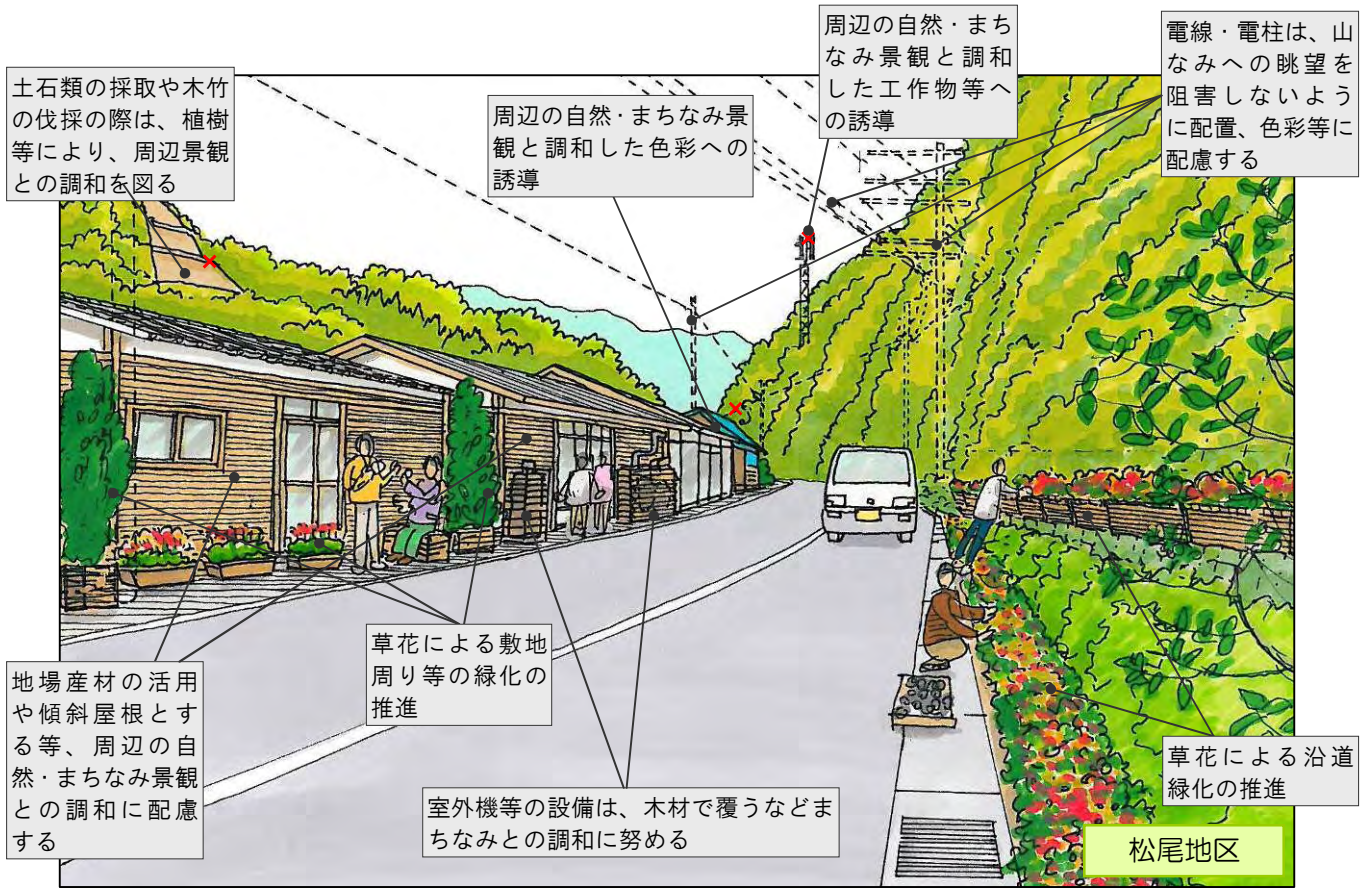 土石類の採取や木竹
の伐採の際は、植樹
等により、周辺景観
との調和を図る
周辺の自然・まちなみ景
観と調和した色彩への
誘導
周辺の自然・まち
なみ景観と調和
した工作物等へ
の誘導
電線・電柱は、山
なみへの眺望を
阻害しないよう
に配置、色彩等に
配慮する
地場産材の活用
や傾斜屋根とす
る等、周辺の自
然・まちなみ景観
との調和に配慮
する
草花による敷地
周り等の緑化の
推進
室外機等の設備は、木材で覆うなどま
ちなみとの調和に努める
草花による沿道
緑化の推進
松尾地区